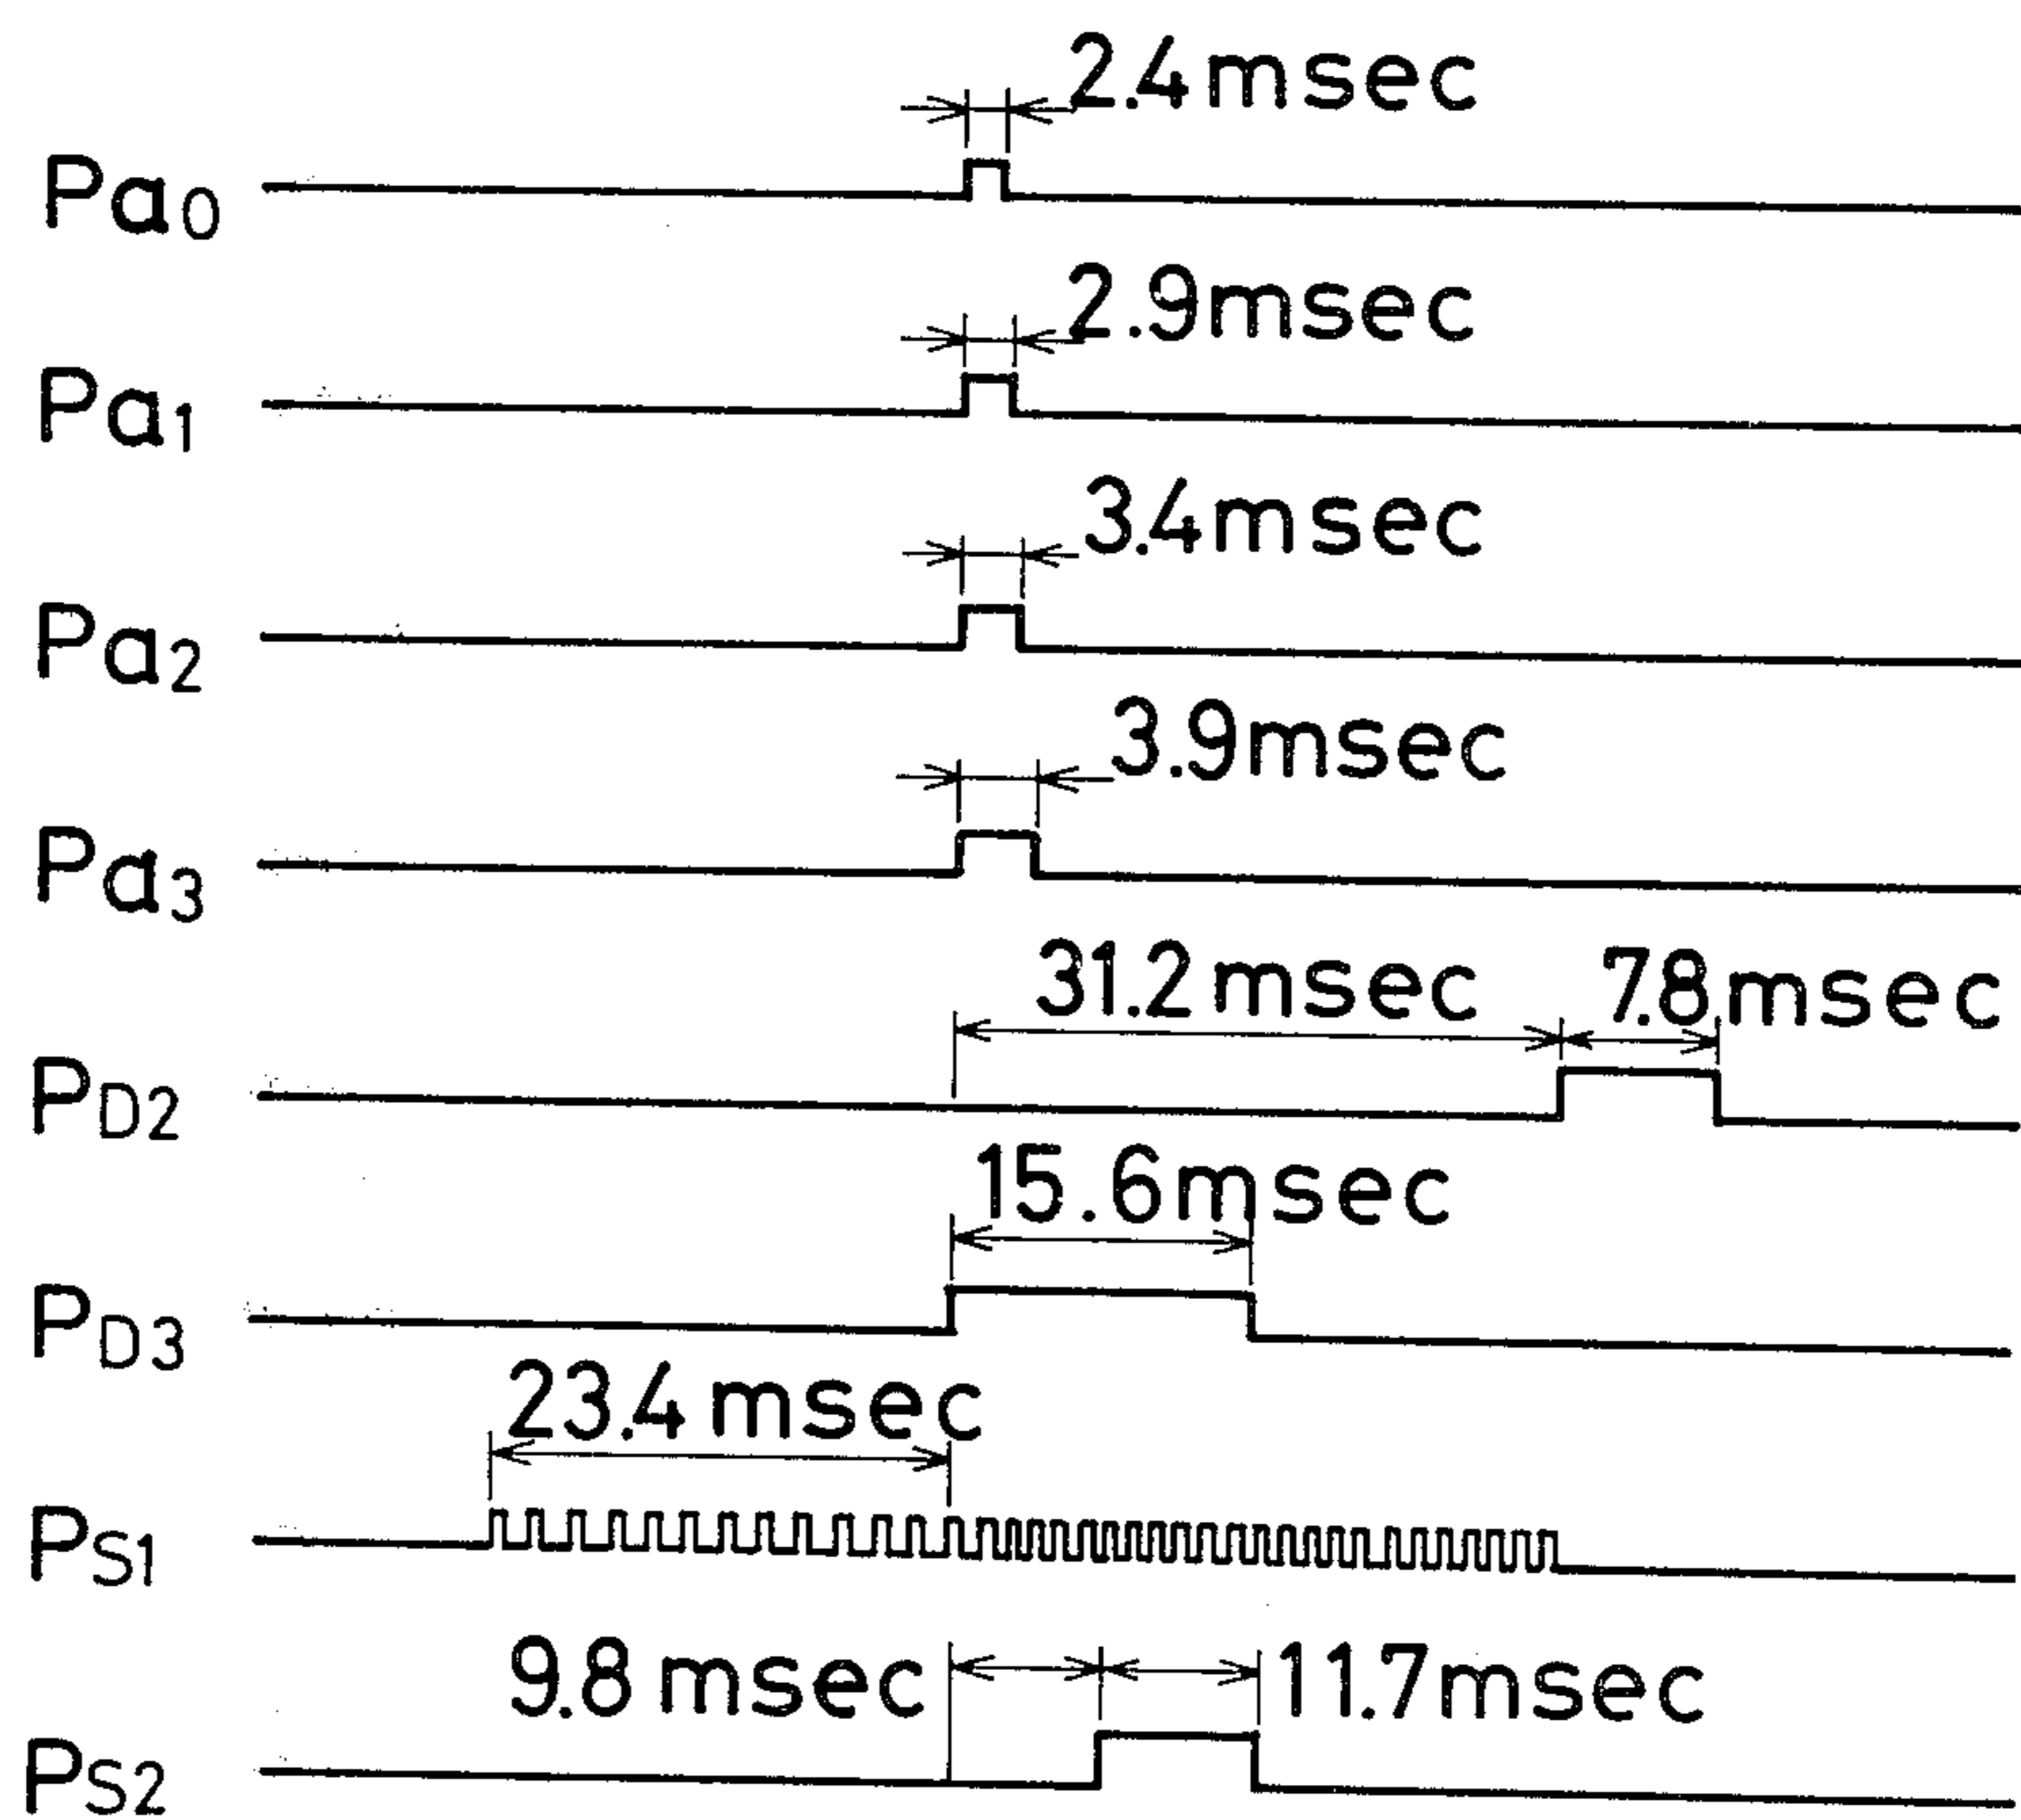 2.4msec
Pa0
2.9msec
Pa1
3.4msec
Pa2
3.9msec
Pa3
31.2msec 7.8msec
PD2
15.6msec
PD3
23.4msec
PS1
9.8msec 11.7msec
PS2